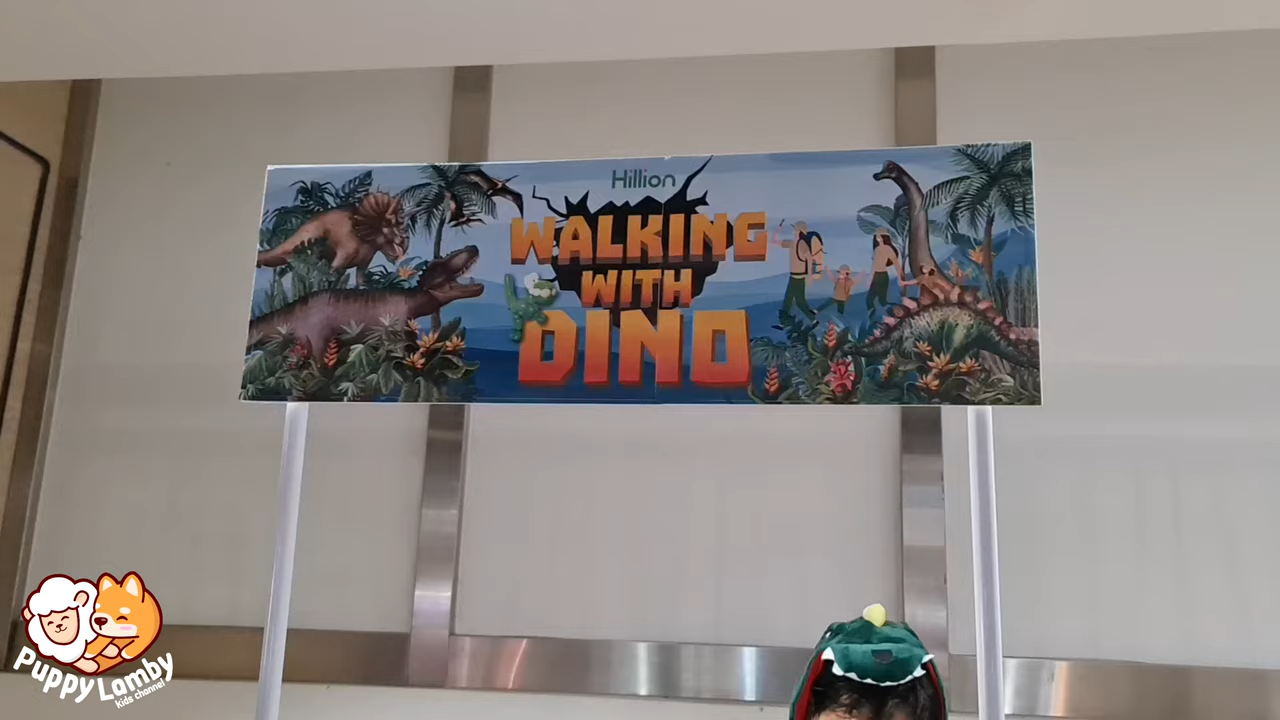 Hillion
WALKING
WITH
DINO
Puppy Lamby
kids channel